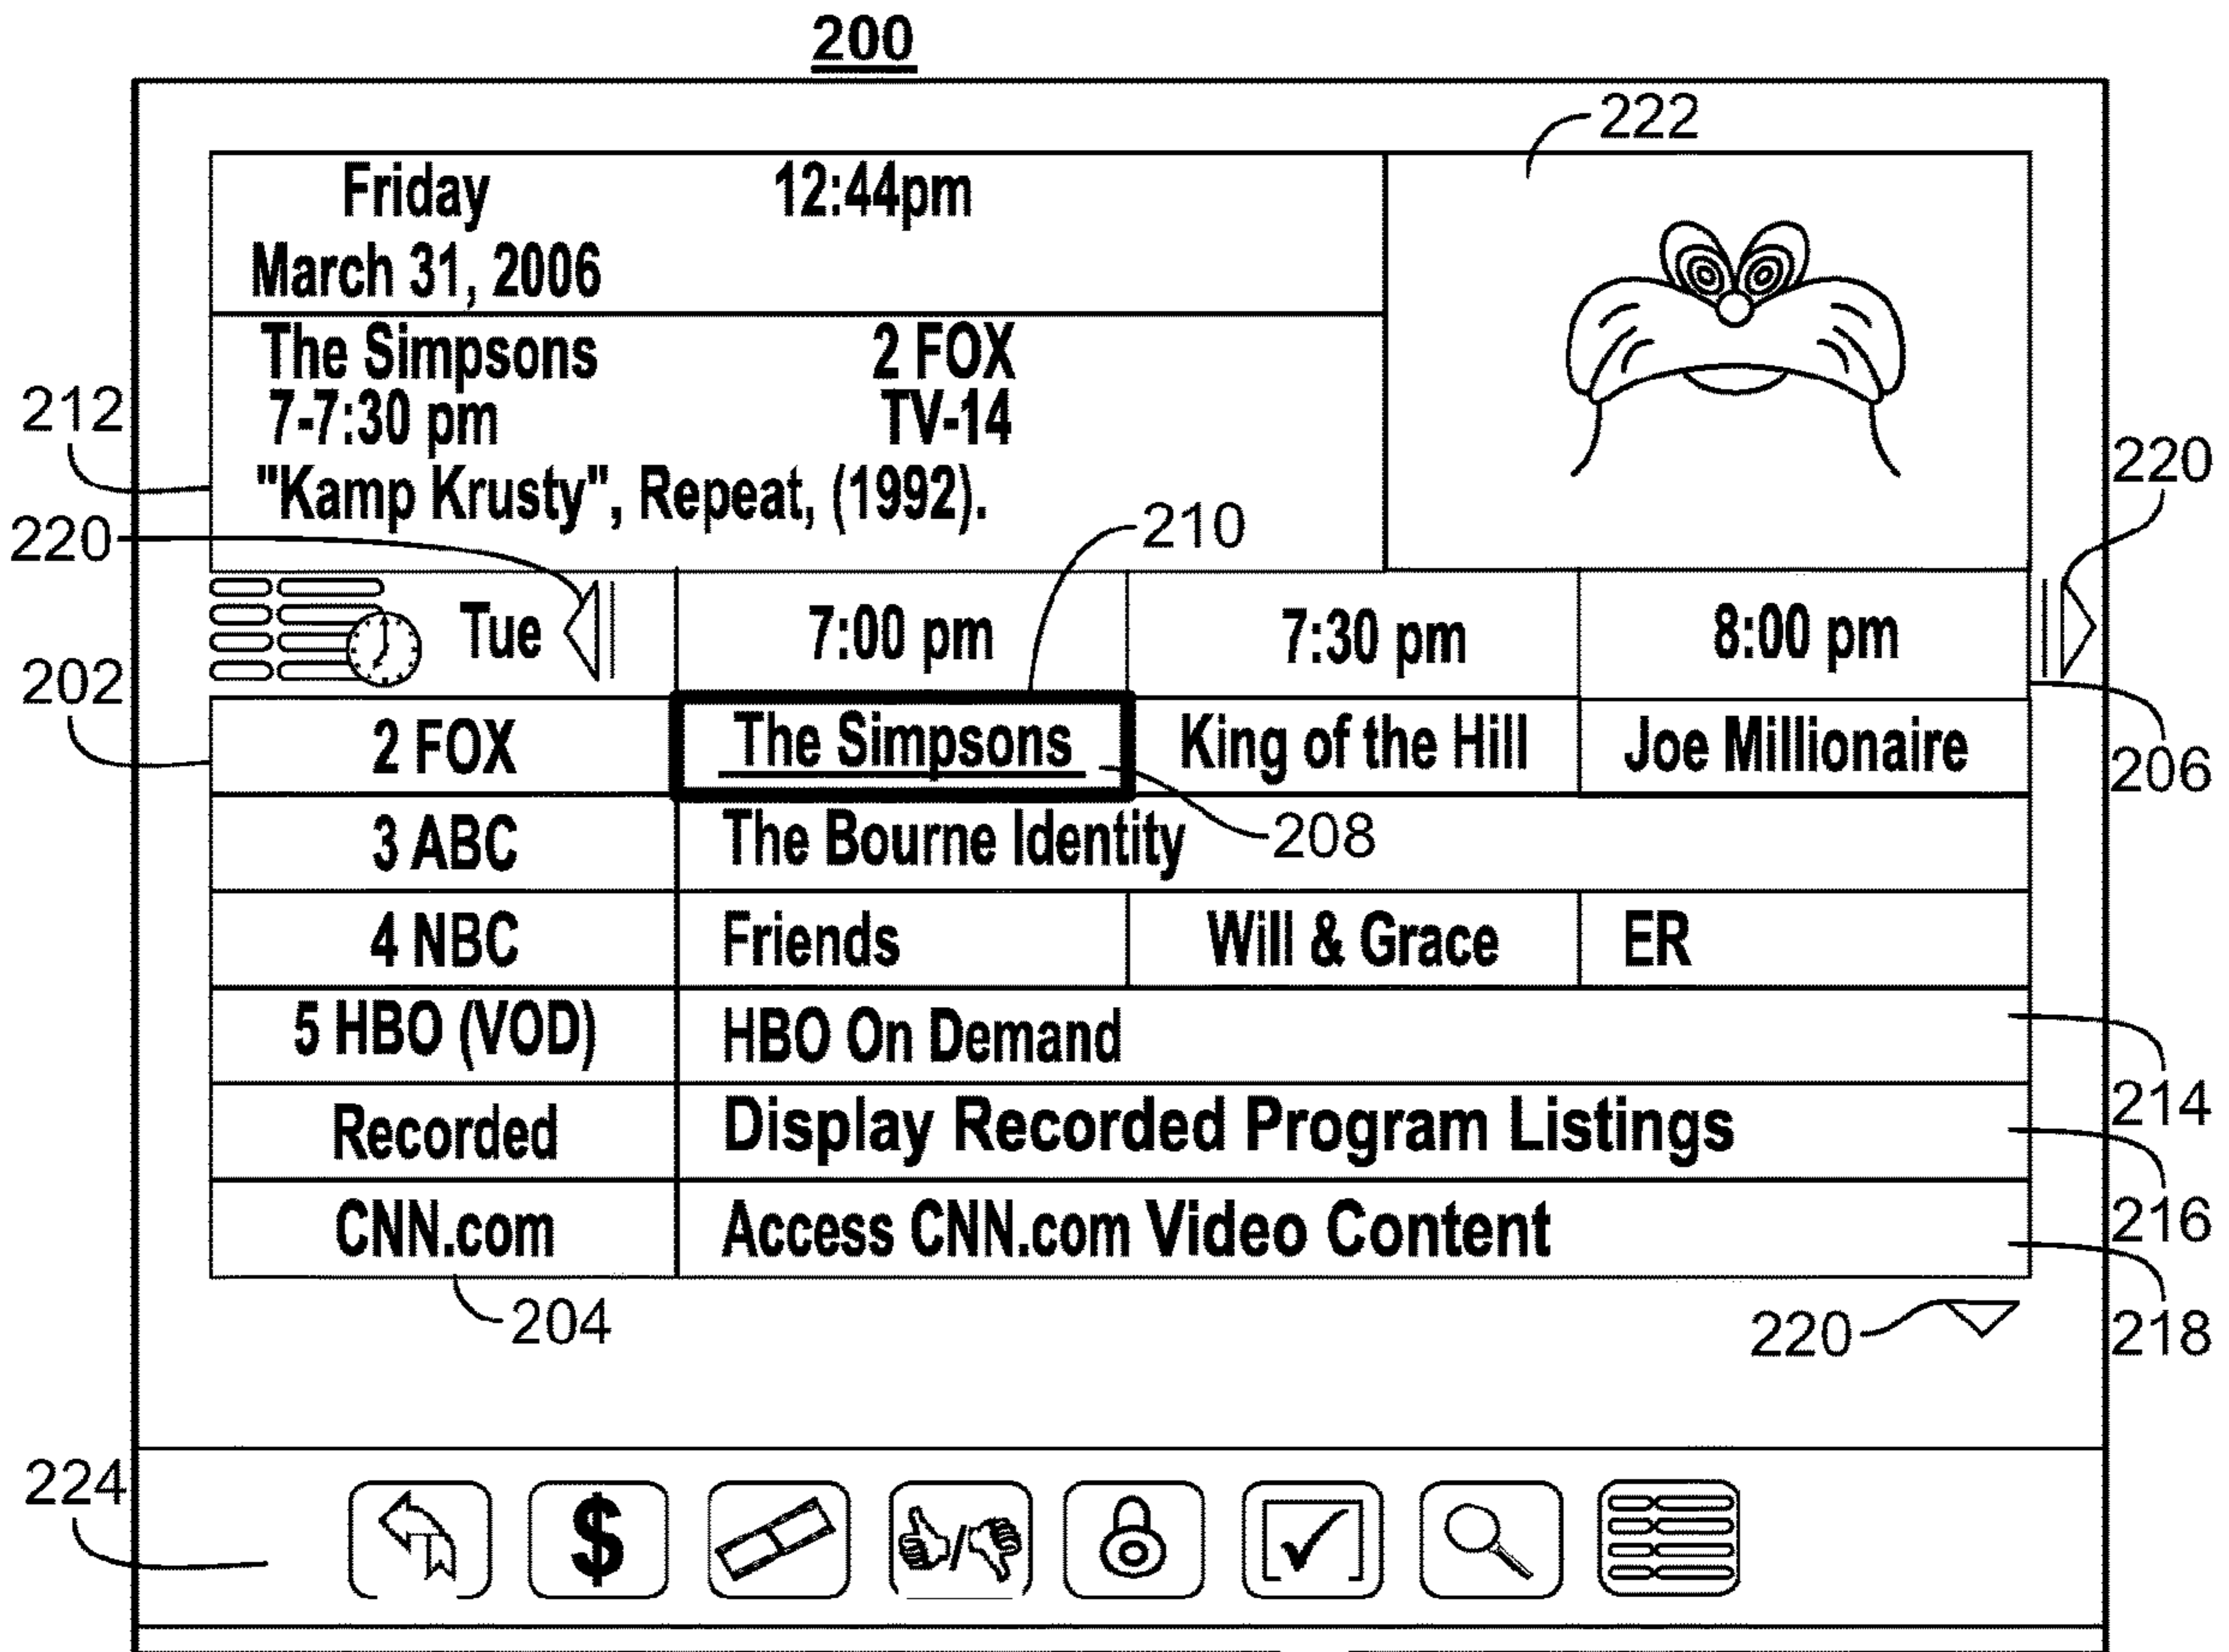 200
222
Friday 12:44pm
March 31, 2006
The Simpsons 2 FOX
212
7-7:30 pm TV-14
220
"Kamp Krusty", Repeat, (1992).
210
220
Tue 7:00 pm 7:30 pm 8:00 pm
202
2 FOX The Simpsons King of the Hill Joe Millionaire
206
3 ABC The Bourne Identity 208
4 NBC Friends Will & Grace ER
5 HBO (VOD) HBO On Demand
214
Recorded Display Recorded Program Listings
216
CNN.com Access CNN.com Video Content
204
220
218
224
$ /